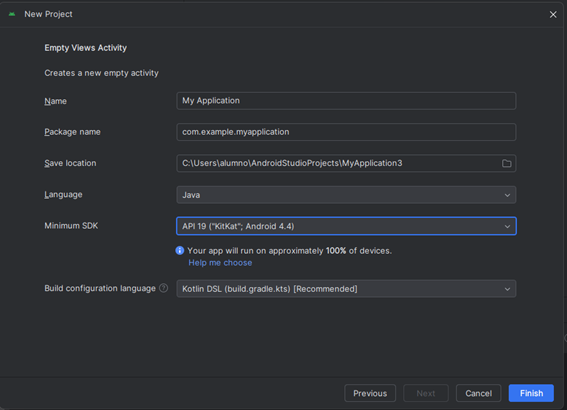 New Project
Empty Views Activity
Creates a new empty activity
Name My Application
Package name com.example.myapplication
Save location C:\Users\alumno\AndroidStudioProjects\MyApplication3
Language Java
Minimum SDK API 19 ("KitKat"; Android 4.4)
Your app will run on approximately 100% of devices.
Help me choose
Build configuration language Kotlin DSL (build.gradle.kts) [Recommended]
Previous Next Cancel Finish